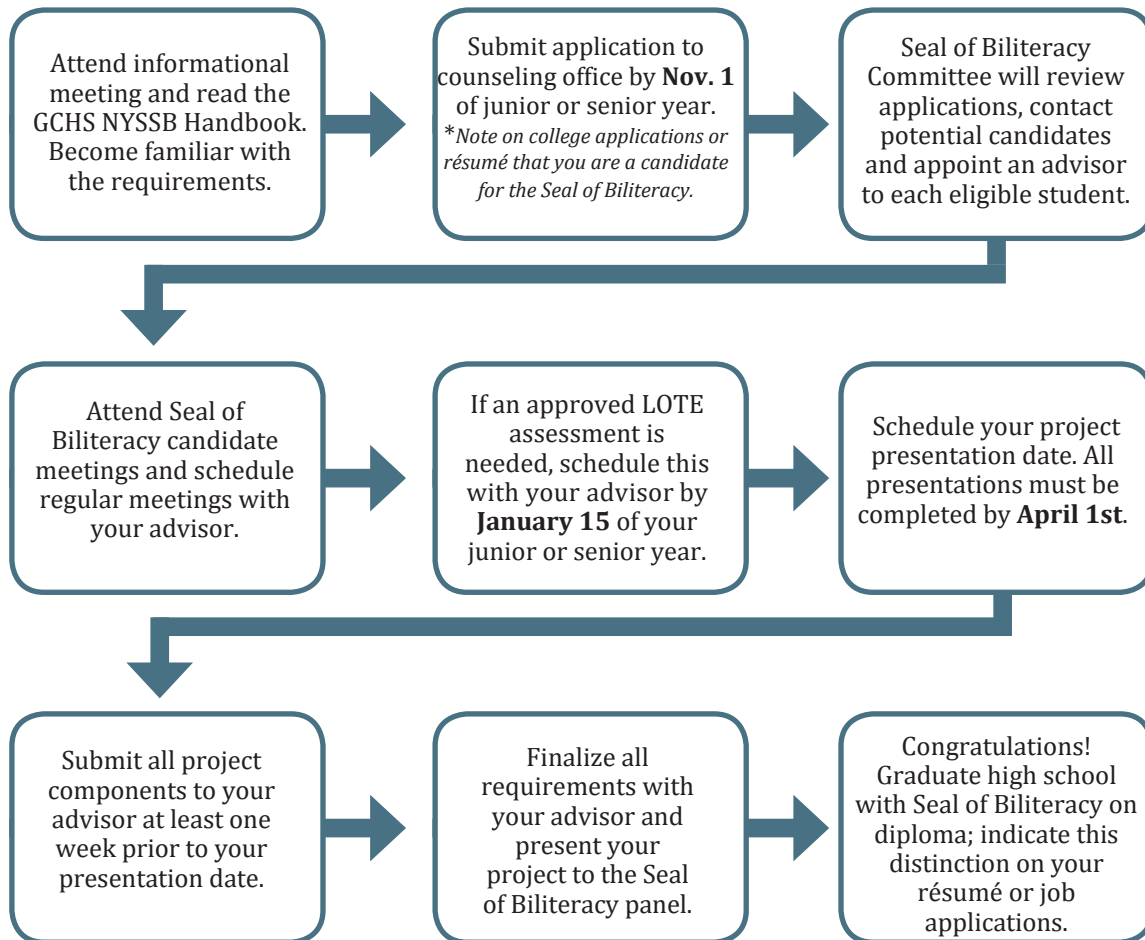 Attend informational
meeting and read the
GCHS NYSSB Handbook.
Become familiar with
the requirements.
Submit application to
counseling office by Nov. 1
of junior or senior year.
*Note on college applications or
résumé that you are a candidate
for the Seal of Biliteracy.
Seal of Biliteracy
Committee will review
applications, contact
potential candidates
and appoint an advisor
to each eligible student.
Attend Seal of
Biliteracy candidate
meetings and schedule
regular meetings with
your advisor.
If an approved LOTE
assessment is
needed, schedule this
with your advisor by
January 15 of your
junior or senior year.
Schedule your project
presentation date. All
presentations must be
completed by April 1st.
Submit all project
components to your
advisor at least one
week prior to your
presentation date.
Finalize all
requirements with
your advisor and
present your
project to the Seal
of Biliteracy panel.
Congratulations!
Graduate high school
with Seal of Biliteracy on
diploma; indicate this
distinction on your
résumé or job
applications.